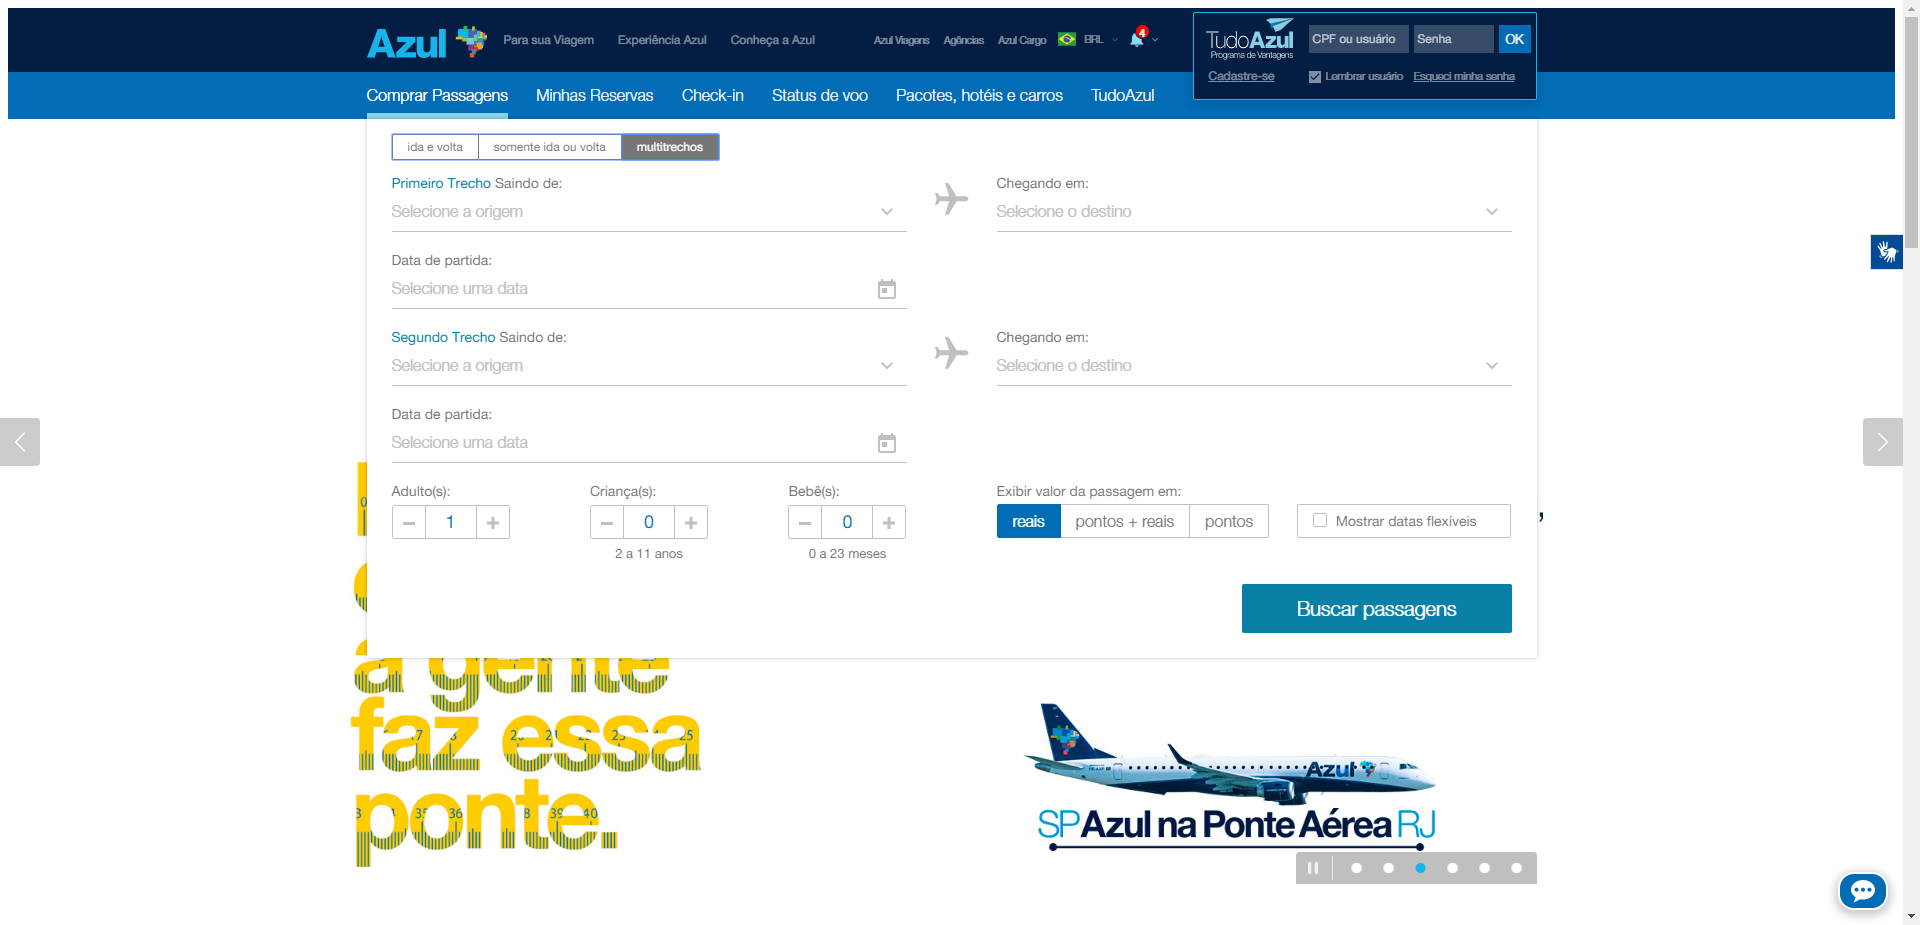 Azul
Para sua Viagem
Experiência Azul
Conheça a Azul
Azul Viagens
Agências
Azul Cargo
BRL
4
TudoAzul
Programa de Vantagens
CPF ou usuário
Senha
OK
Cadastre-se
Lembrar usuário
Esqueci minha senha
Comprar Passagens
Minhas Reservas
Check-in
Status de voo
Pacotes, hotéis e carros
TudoAzul
ida e volta
somente ida ou volta
multitrechos
Primeiro Trecho Saindo de:
Chegando em:
Selecione a origem
Selecione o destino
Data de partida:
Selecione uma data
Segundo Trecho Saindo de:
Chegando em:
Selecione a origem
Selecione o destino
Data de partida:
Selecione uma data
Adulto(s):
Criança(s):
Bebê(s):
Exibir valor da passagem em:
1
0
0
reais
pontos + reais
pontos
Mostrar datas flexíveis
2 a 11 anos
0 a 23 meses
Buscar passagens
a gente
faz essa
ponte.
Azul
SP Azul na Ponte Aérea RJ